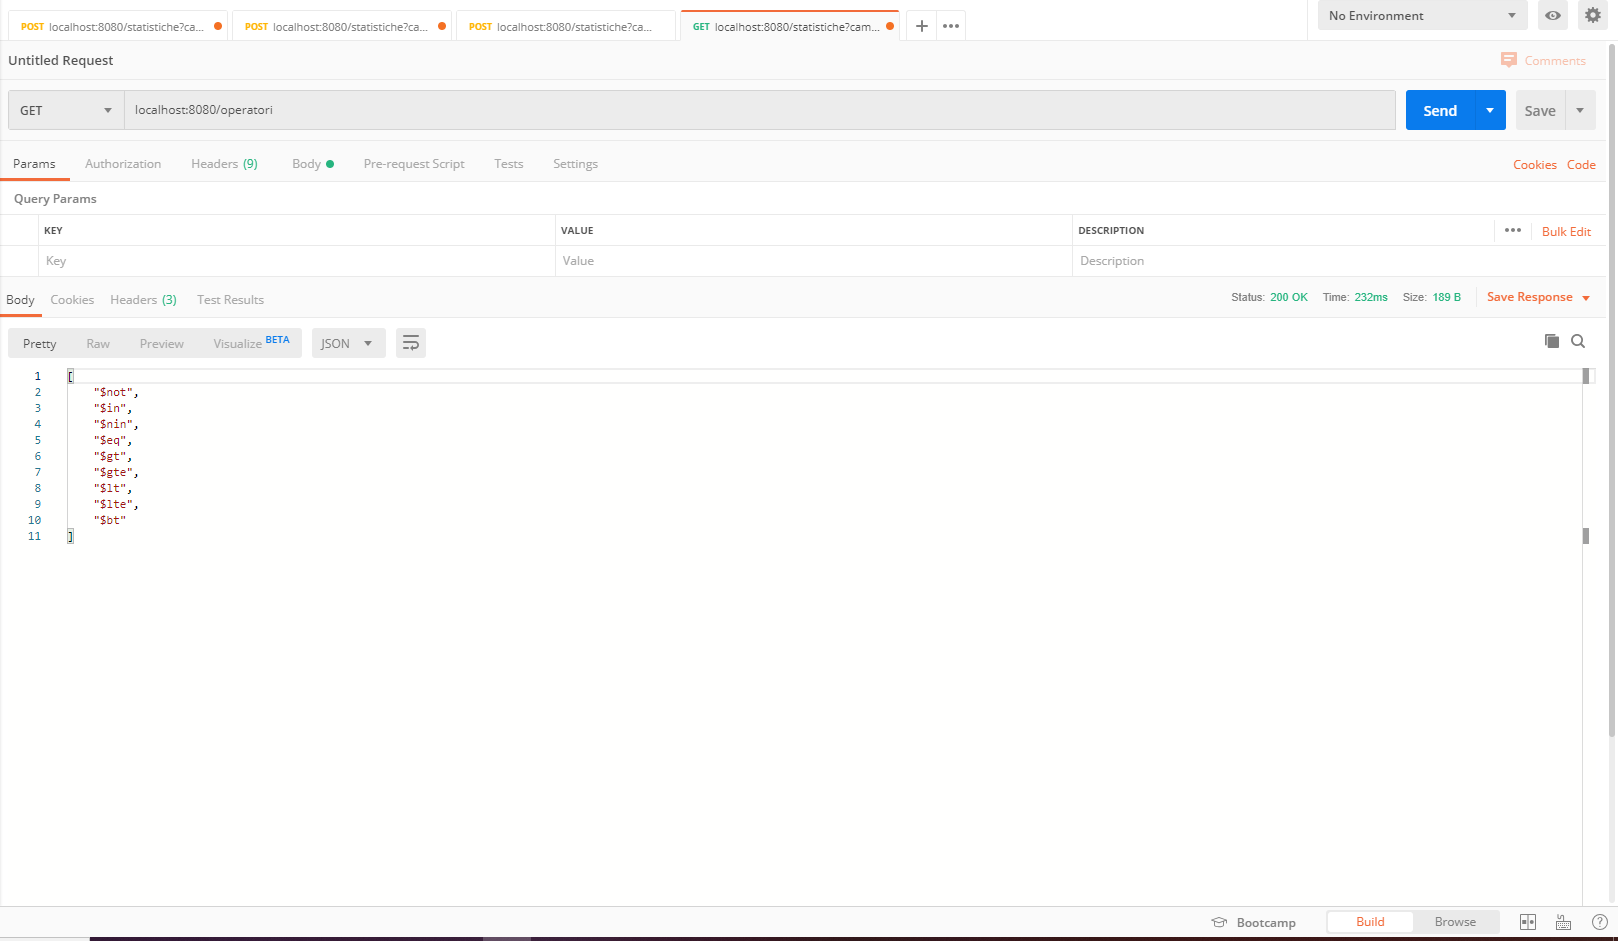 POST localhost:8080/statistiche?ca... POST localhost:8080/statistiche?ca... POST localhost:8080/statistiche?ca... GET localhost:8080/statistiche?cam... No Environment
Untitled Request Comments
GET localhost:8080/operatori Send Save
Params Authorization Headers (9) Body Pre-request Script Tests Settings Cookies Code
Query Params
KEY VALUE DESCRIPTION Bulk Edit
Key Value Description
Body Cookies Headers (3) Test Results Status: 200 OK Time: 232ms Size: 189 B Save Response
Pretty Raw Preview Visualize BETA JSON
1 [
2 "$not",
3 "$in",
4 "$nin",
5 "$eq",
6 "$gt",
7 "$gte",
8 "$lt",
9 "$lte",
10 "$bt"
11 ]
Bootcamp Build Browse